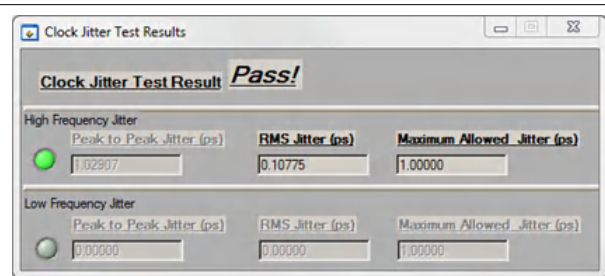 Clock Jitter Test Results
Clock Jitter Test Result Pass!
High Frequency Jitter
Peak to Peak Jitter (ps) RMS Jitter (ps) Maximum Allowed Jitter (ps)
1.02907 0.10775 1.00000
Low Frequency Jitter
Peak to Peak Jitter (ps) RMS Jitter (ps) Maximum Allowed Jitter (ps)
0.00000 0.00000 1.00000